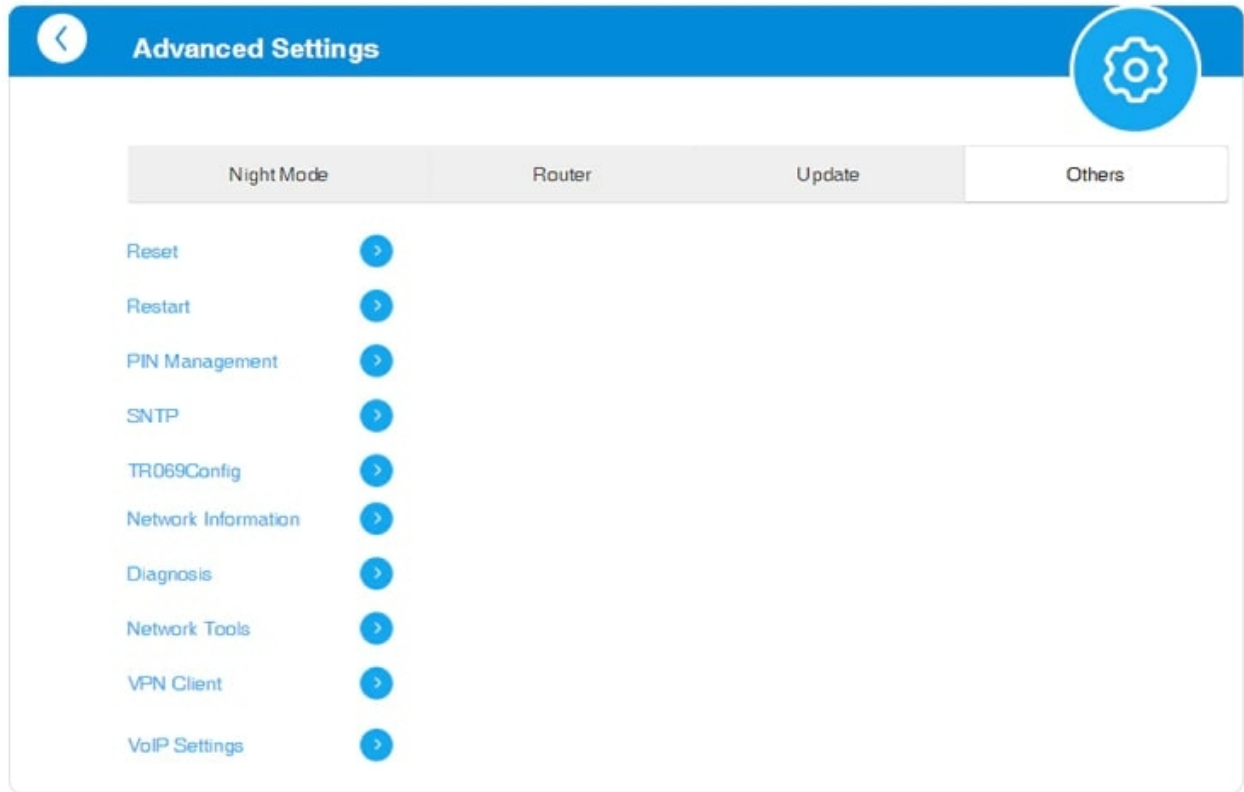 Advanced Settings
Night Mode Router Update Others
Reset
Restart
PIN Management
SNTP
TR069Config
Network Information
Diagnosis
Network Tools
VPN Client
VoIP Settings